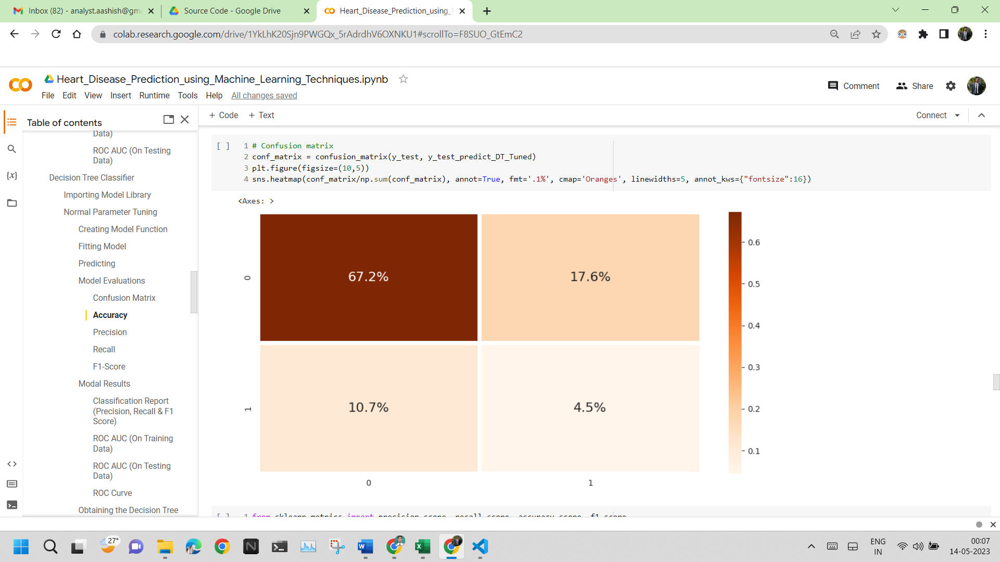 Inbox (82) - analyst.aashish@gma
Source Code - Google Drive
Heart_Disease_Prediction_using_M
colab.research.google.com/drive/1YkLhK20Sjn9PWGQx_5rAdrdhV6OXNKU1#scrollTo=F8SUO_GtEmC2
Heart_Disease_Prediction_using_Machine_Learning_Techniques.ipynb
File Edit View Insert Runtime Tools Help All changes saved
Comment Share
Table of contents
+ Code + Text
Connect
Data)
ROC AUC (On Testing
Data)
Decision Tree Classifier
Importing Model Library
Normal Parameter Tuning
Creating Model Function
Fitting Model
Predicting
Model Evaluations
Confusion Matrix
Accuracy
Precision
Recall
F1-Score
Modal Results
Classification Report
(Precision, Recall & F1
Score)
ROC AUC (On Training
Data)
ROC AUC (On Testing
Data)
ROC Curve
Obtaining the Decision Tree
{x}
[ ]
1 # Confusion matrix
2 conf_matrix = confusion_matrix(y_test, y_test_predict_DT_Tuned)
3 plt.figure(figsize=(10,5))
4 sns.heatmap(conf_matrix/np.sum(conf_matrix), annot=True, fmt='.1%', cmap='Oranges', linewidths=5, annot_kws={"fontsize":16})
<Axes: >
0
67.2% 17.6%
1
10.7% 4.5%
0 1
0.6
0.5
0.4
0.3
0.2
0.1
[ ] 1 from sklearn.metrics import precision_score, recall_score, accuracy_score, f1_score
27°
ENG
IN
00:07
14-05-2023